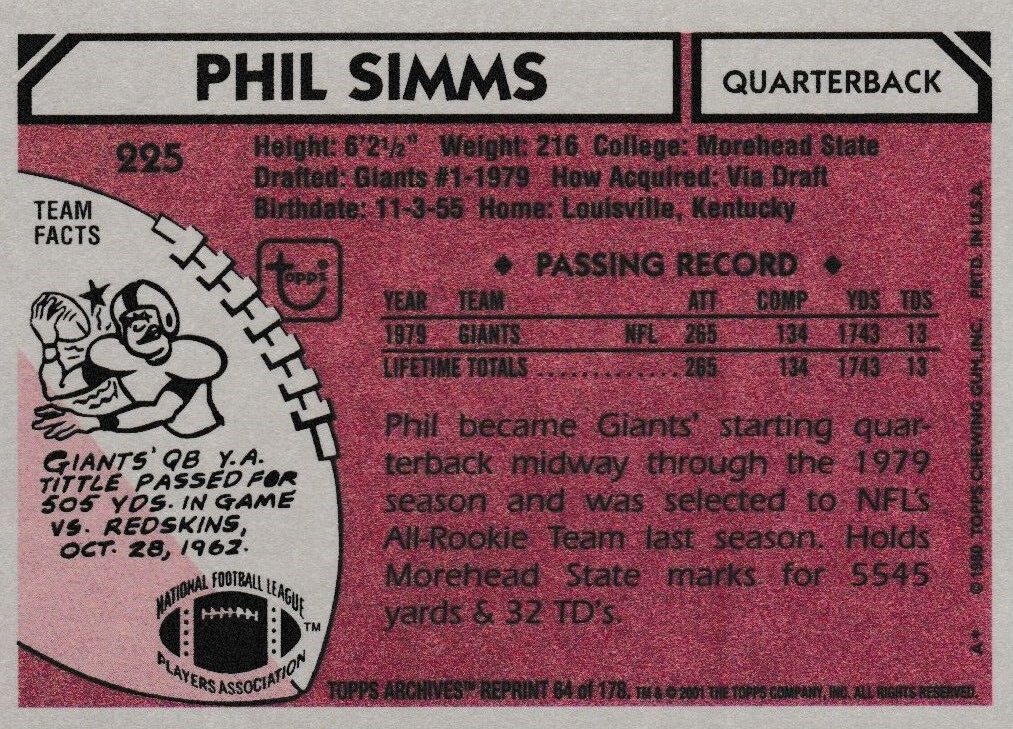 PHIL SIMMS
QUARTERBACK
225
Height: 6'2½" Weight: 216 College: Morehead State
Drafted: Giants #1-1979 How Acquired: Via Draft
Birthdate: 11-3-55 Home: Louisville, Kentucky
TEAM
FACTS
topps
◆ PASSING RECORD ◆
YEAR TEAM ATT COMP YDS TDS
1979 GIANTS NFL 265 134 1743 13
LIFETIME TOTALS ............. 265 134 1743 13
Phil became Giants' starting quar-
terback midway through the 1979
season and was selected to NFL's
All-Rookie Team last season. Holds
Morehead State marks for 5545
yards & 32 TD's.
GIANTS' QB Y.A.
TITTLE PASSED FOR
505 YDS. IN GAME
VS. REDSKINS,
OCT. 28, 1962.
NATIONAL FOOTBALL LEAGUE
PLAYERS ASSOCIATION
TM
TOPPS ARCHIVES™ REPRINT 64 of 178. TM & © 2001 THE TOPPS COMPANY, INC. ALL RIGHTS RESERVED.
A* © 1980 TOPPS CHEWING GUM, INC. PRTD. IN U.S.A.